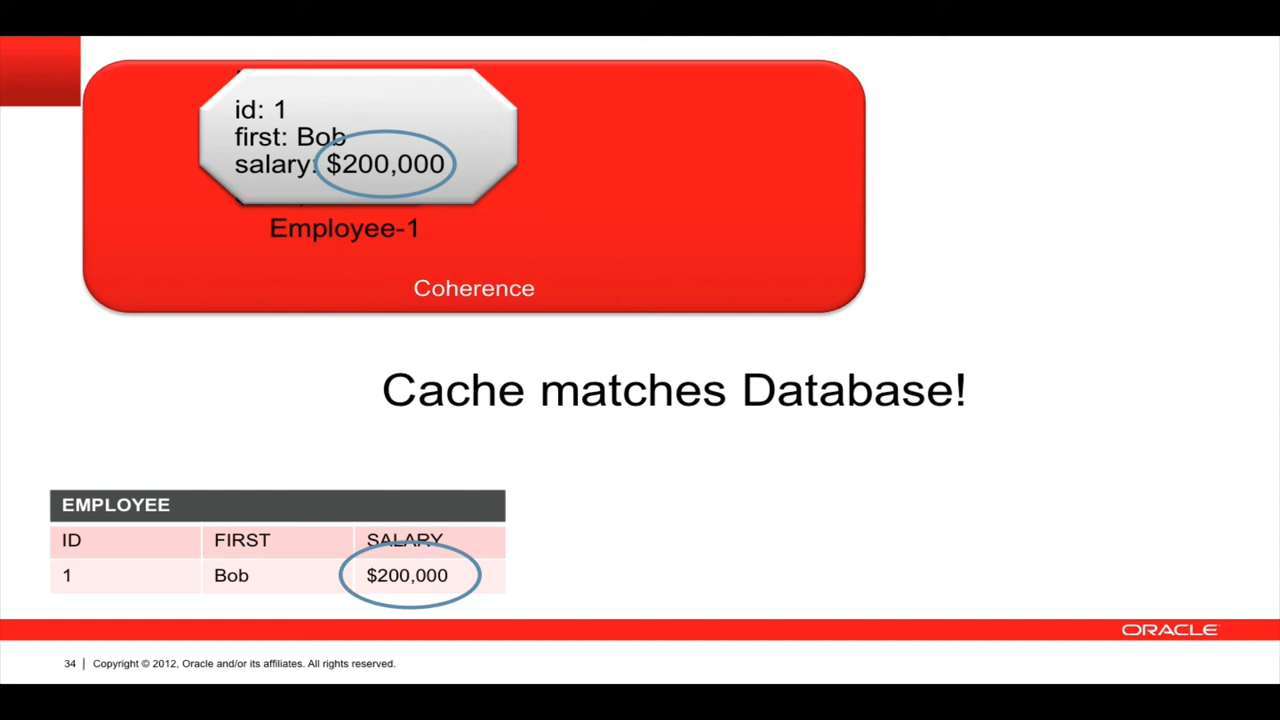 id: 1
first: Bob
salary: $200,000
Employee-1
Coherence
Cache matches Database!
EMPLOYEE
ID FIRST SALARY
1 Bob $200,000
ORACLE
34 | Copyright © 2012, Oracle and/or its affiliates. All rights reserved.